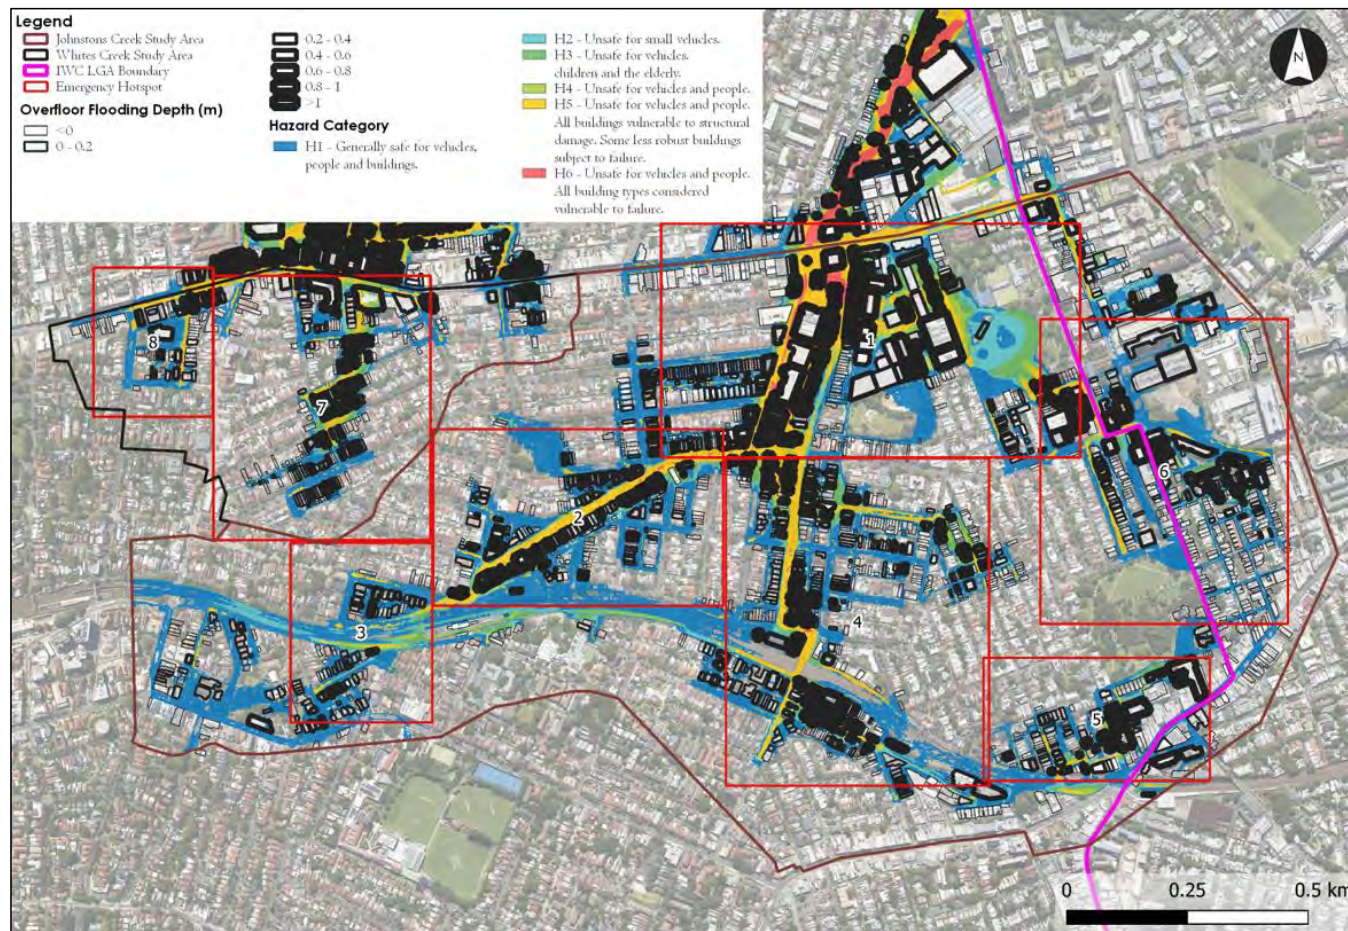 Legend
Johnstons Creek Study Area
Whites Creek Study Area
IWC LGA Boundary
Emergency Hotspot
Overfloor Flooding Depth (m)
<0
0 - 0.2
0.2 - 0.4
0.4 - 0.6
0.6 - 0.8
0.8 - 1
>1
Hazard Category
H1 - Generally safe for vehicles,
people and buildings.
H2 - Unsafe for small vehicles.
H3 - Unsafe for vehicles,
children and the elderly.
H4 - Unsafe for vehicles and people.
H5 - Unsafe for vehicles and people.
All buildings vulnerable to structural
damage. Some less robust buildings
subject to failure.
H6 - Unsafe for vehicles and people.
All building types considered
vulnerable to failure.
N
8
1
7
6
2
3
4
5
0
0.25
0.5 km